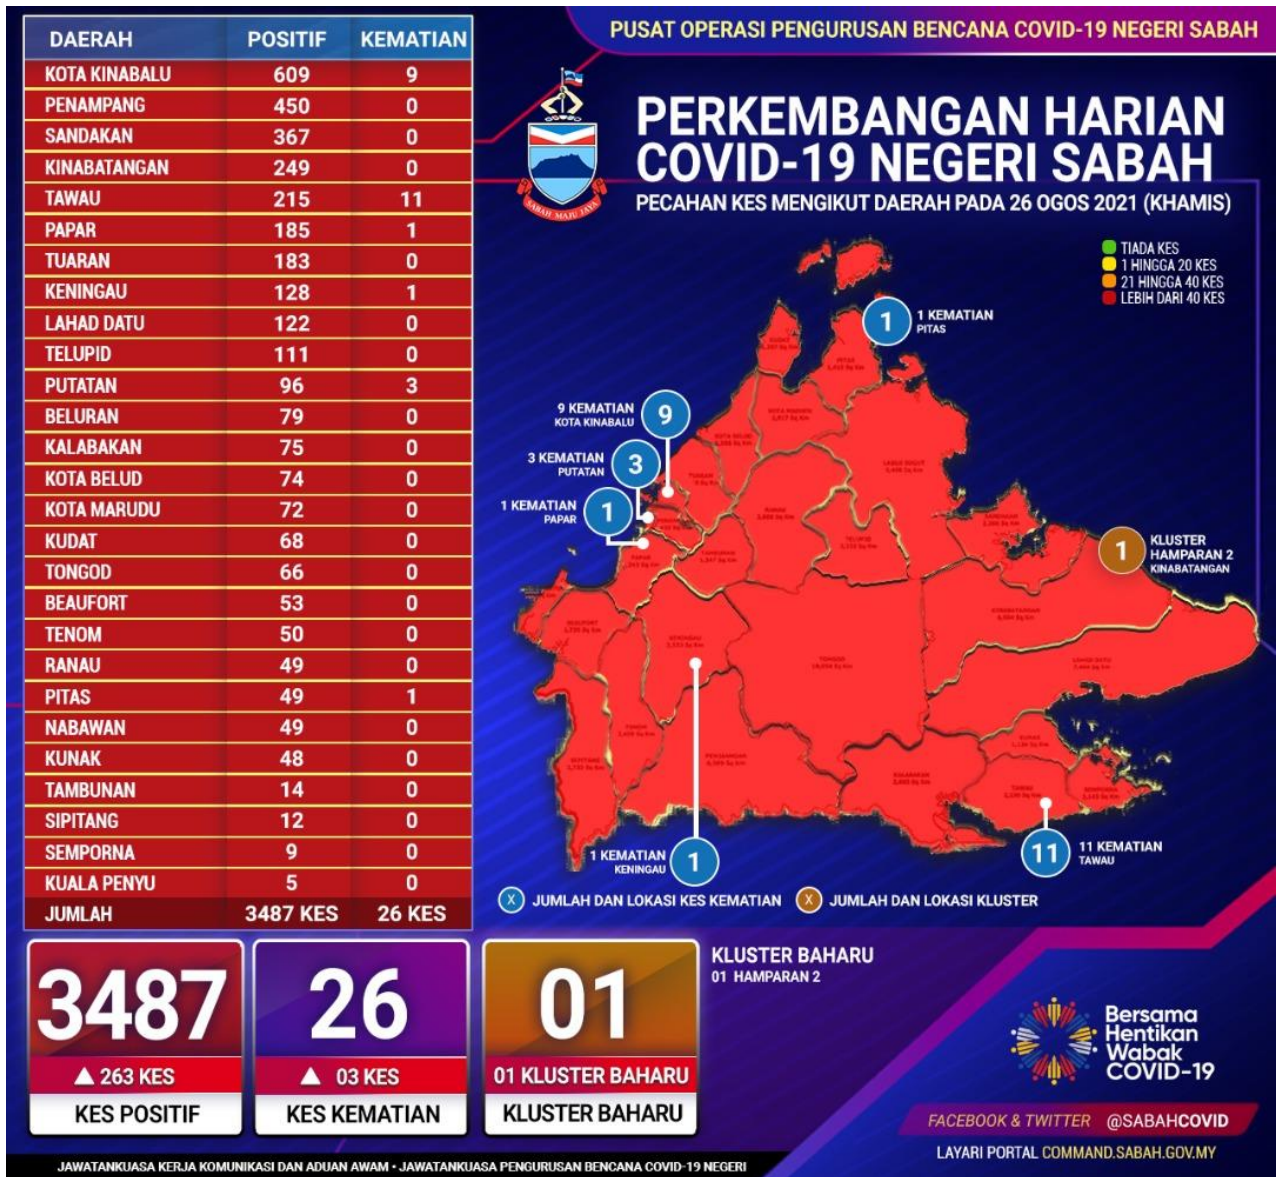 DAERAH POSITIF KEMATIAN
KOTA KINABALU 609 9
PENAMPANG 450 0
SANDAKAN 367 0
KINABATANGAN 249 0
TAWAU 215 11
PAPAR 185 1
TUARAN 183 0
KENINGAU 128 1
LAHAD DATU 122 0
TELUPID 111 0
PUTATAN 96 3
BELURAN 79 0
KALABAKAN 75 0
KOTA BELUD 74 0
KOTA MARUDU 72 0
KUDAT 68 0
TONGOD 66 0
BEAUFORT 53 0
TENOM 50 0
RANAU 49 0
PITAS 49 1
NABAWAN 49 0
KUNAK 48 0
TAMBUNAN 14 0
SIPITANG 12 0
SEMPORNA 9 0
KUALA PENYU 5 0
JUMLAH 3487 KES 26 KES
PUSAT OPERASI PENGURUSAN BENCANA COVID-19 NEGERI SABAH
SABAH MAJU JAYA
PERKEMBANGAN HARIAN
COVID-19 NEGERI SABAH
PECAHAN KES MENGIKUT DAERAH PADA 26 OGOS 2021 (KHAMIS)
TIADA KES
1 HINGGA 20 KES
21 HINGGA 40 KES
LEBIH DARI 40 KES
1
1 KEMATIAN
PITAS
9 KEMATIAN
KOTA KINABALU
9
3 KEMATIAN
PUTATAN
3
1 KEMATIAN
PAPAR
1
1
KLUSTER
HAMPARAN 2
KINABATANGAN
1 KEMATIAN
KENINGAU
1
11
11 KEMATIAN
TAWAU
X JUMLAH DAN LOKASI KES KEMATIAN
X JUMLAH DAN LOKASI KLUSTER
3487
263 KES
KES POSITIF
26
03 KES
KES KEMATIAN
01
01 KLUSTER BAHARU
KLUSTER BAHARU
KLUSTER BAHARU
01 HAMPARAN 2
Bersama
Hentikan
Wabak
COVID-19
FACEBOOK & TWITTER @SABAHCOVID
LAYARI PORTAL COMMAND.SABAH.GOV.MY
JAWATANKUASA KERJA KOMUNIKASI DAN ADUAN AWAM • JAWATANKUASA PENGURUSAN BENCANA COVID-19 NEGERI